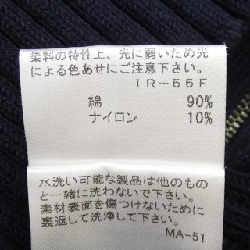 染料の特性上、光に弱いため光
による色あせにご注意下さい。
LR-55F
綿 90%
ナイロン 10%
水洗い可能な製品は他のもの
と一緒に洗わないで下さい。
素材表面を傷つけないために
裏返して洗浄して下さい。
MA-51